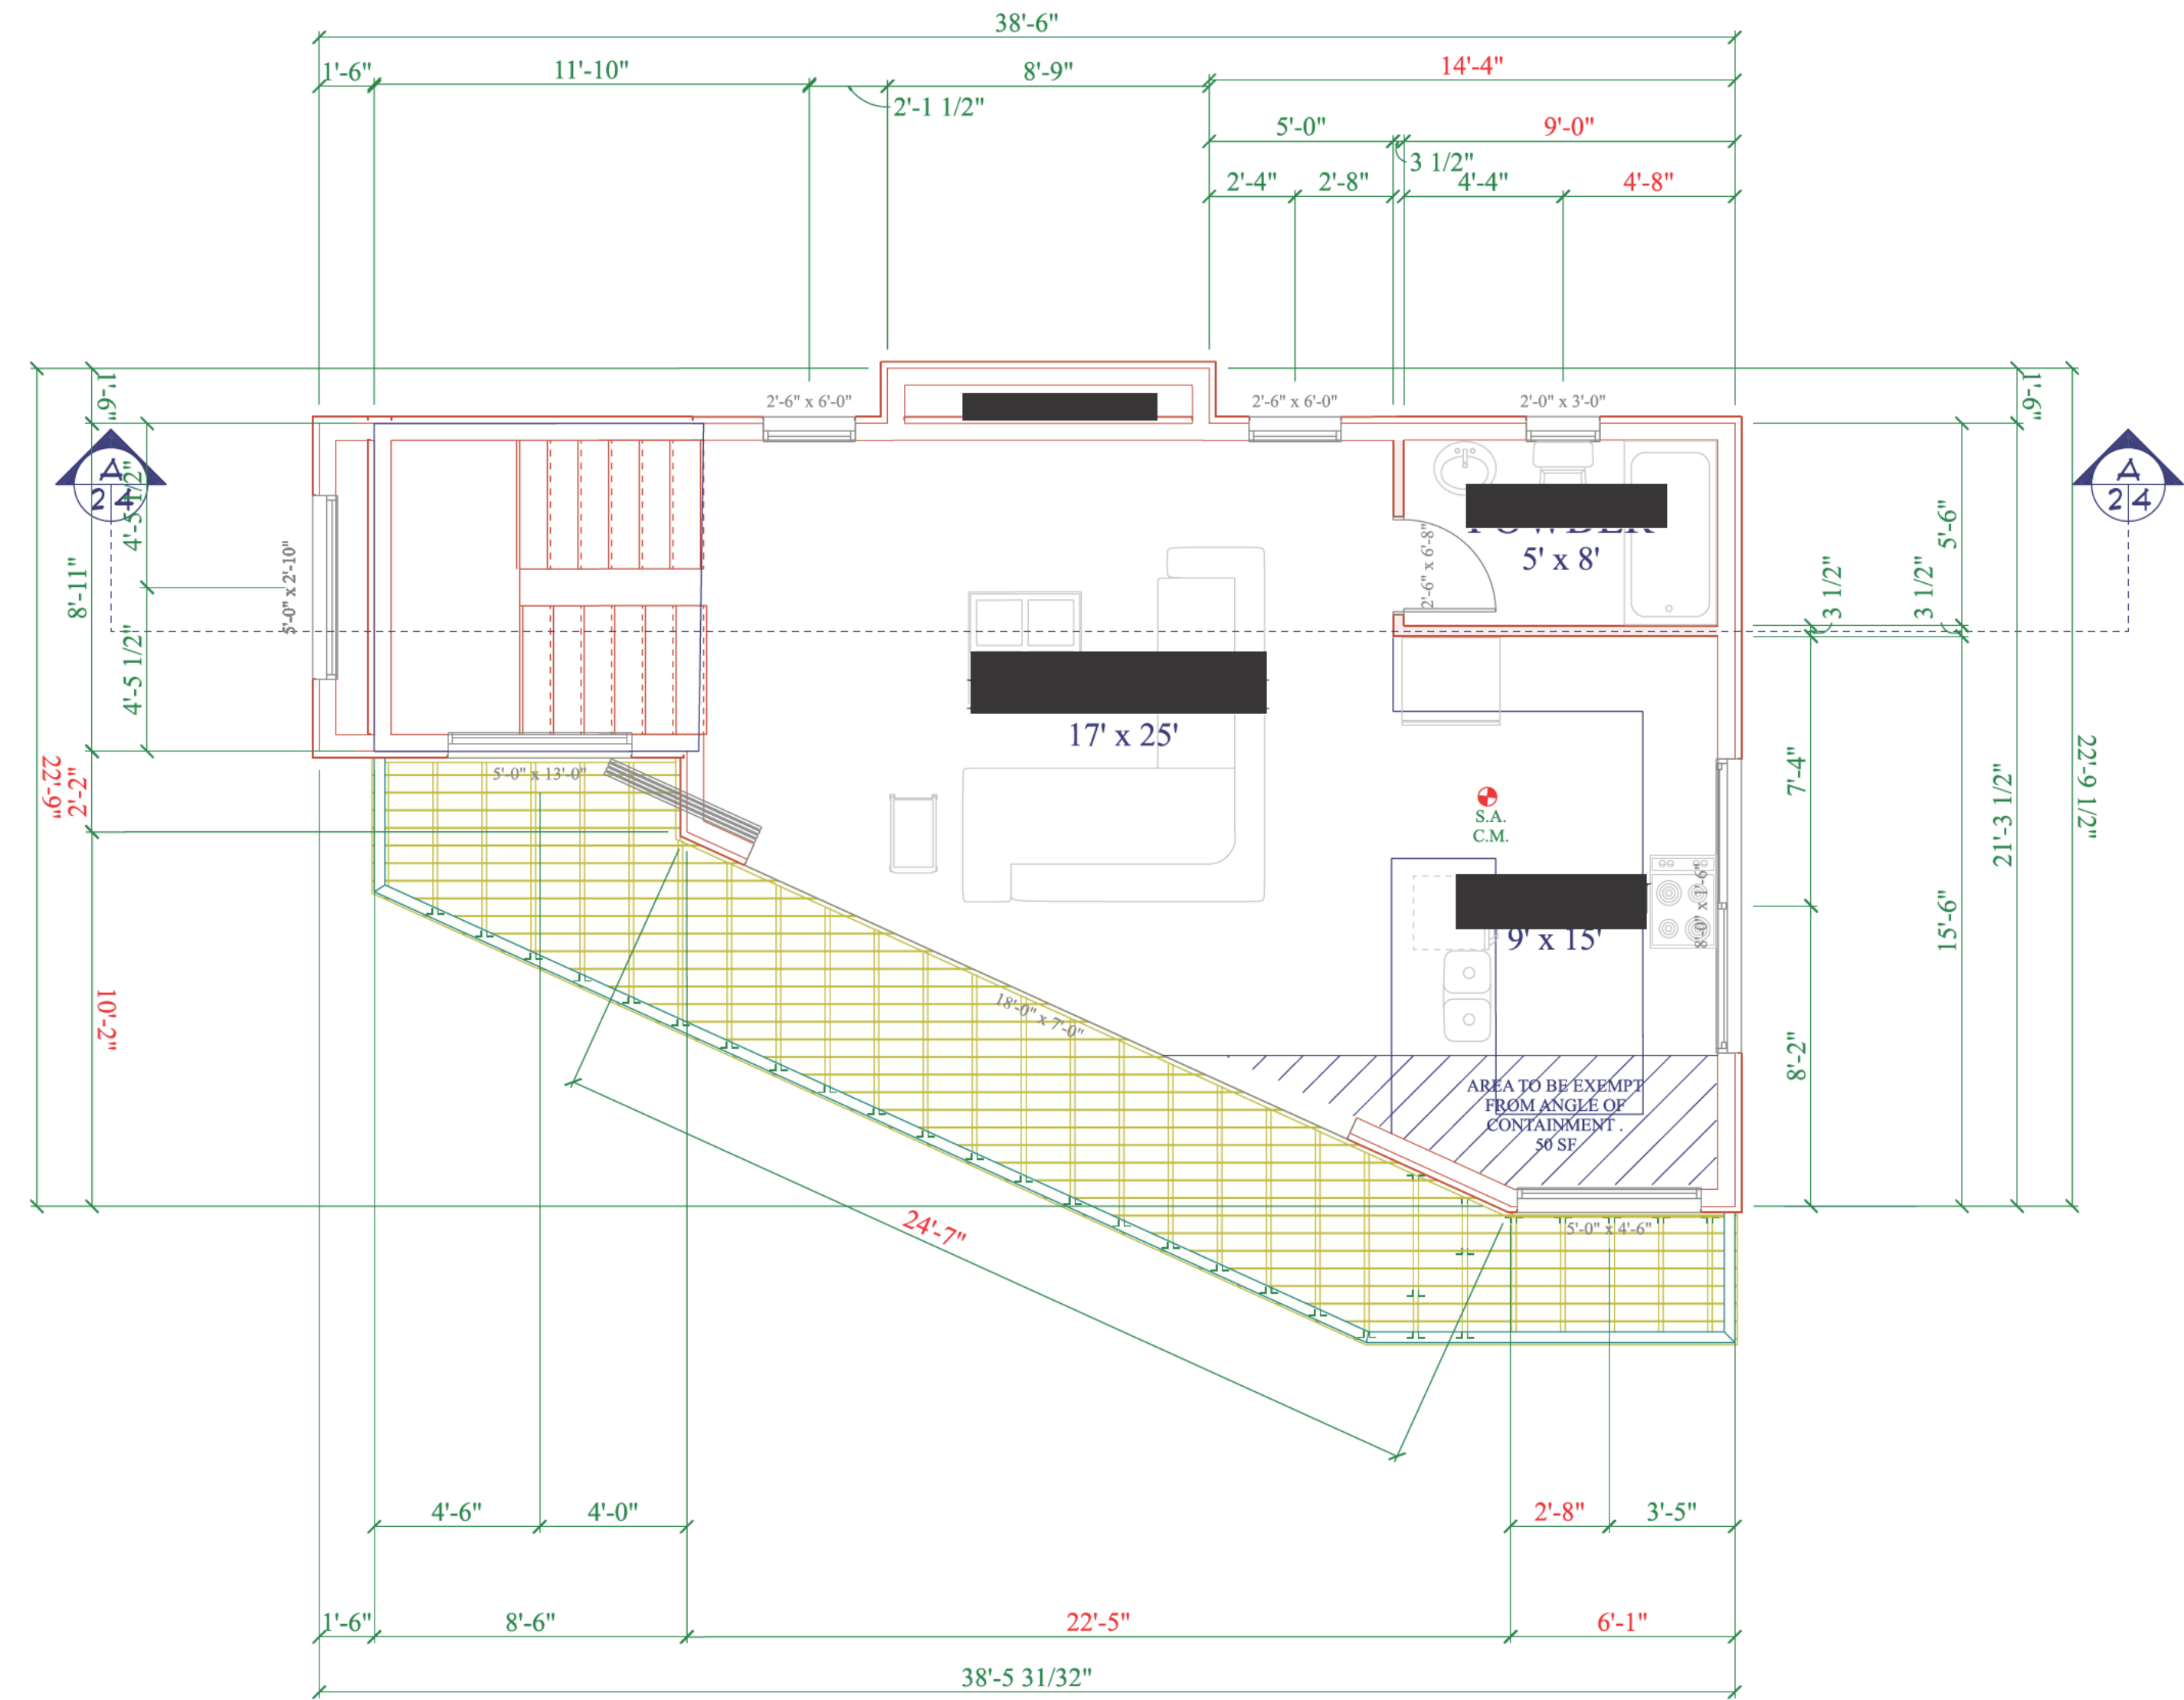 38'-6"
1'-6"
11'-10"
8'-9"
14'-4"
2'-1 1/2"
5'-0"
9'-0"
3 1/2"
2'-4"
2'-8"
4'-4"
4'-8"
1'-6"
1'-6"
2'-6" x 6'-0"
2'-6" x 6'-0"
2'-0" x 3'-0"
A
24
A
24
4'-5 1/2"
8'-11"
4'-5 1/2"
5'-0" x 2'-10"
2'-6" x 6'-8"
POWDER
5' x 8'
5'-6"
3 1/2"
3 1/2"
17' x 25'
22'-9"
2'-2"
5'-0" x 13'-0"
S.A.
C.M.
7'-4"
21'-3 1/2"
22'-9 1/2"
8'-0" x 1'-6"
9' x 15'
15'-6"
10'-2"
18'-0" x 7'-0"
8'-2"
AREA TO BE EXEMPT
FROM ANGLE OF
CONTAINMENT .
50 SF
24'-7"
5'-0" x 4'-6"
4'-6"
4'-0"
2'-8"
3'-5"
1'-6"
8'-6"
22'-5"
6'-1"
38'-5 31/32"